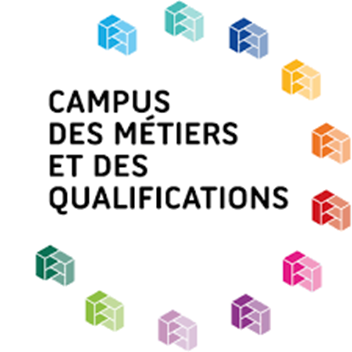 CAMPUS
DES MÉTIERS
ET DES
QUALIFICATIONS